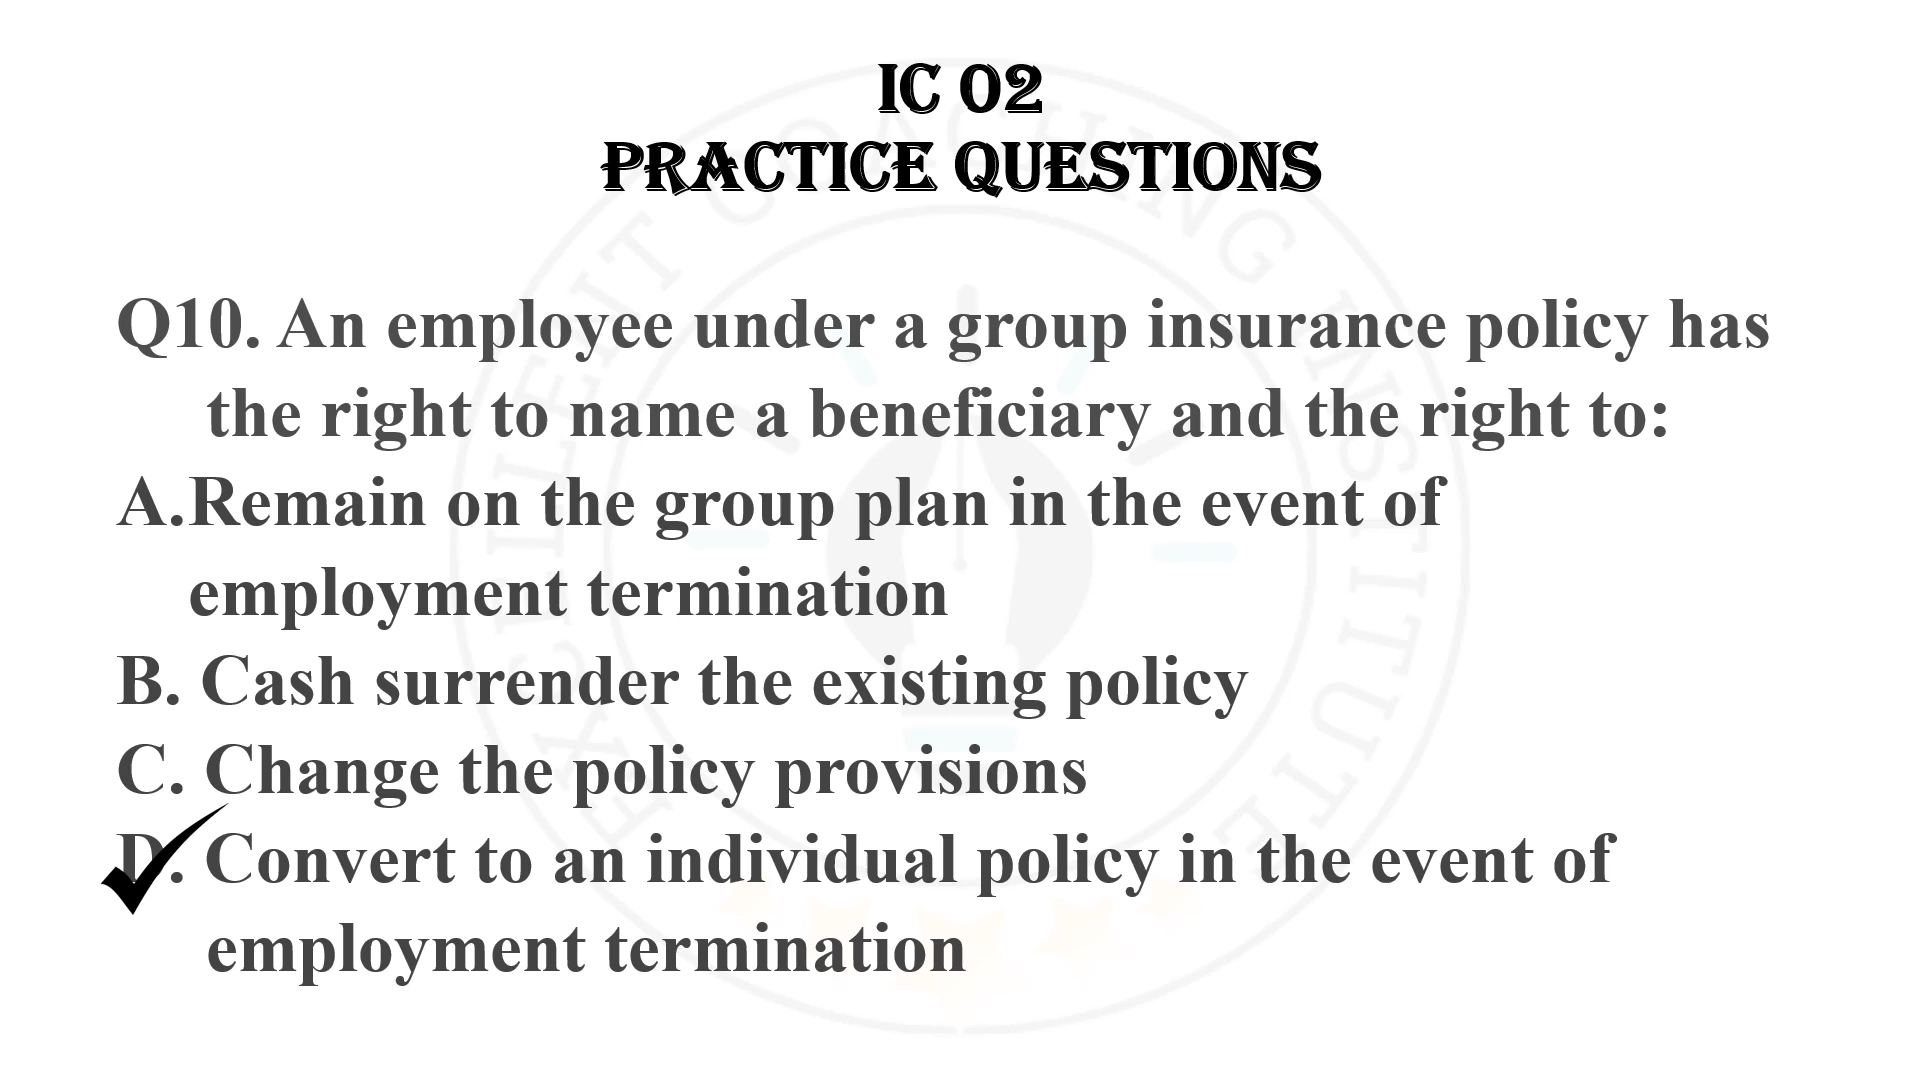 IC 02
PRACTICE QUESTIONS
Q10. An employee under a group insurance policy has
the right to name a beneficiary and the right to:
A.Remain on the group plan in the event of
employment termination
B. Cash surrender the existing policy
C. Change the policy provisions
D. Convert to an individual policy in the event of
employment termination
COACHING INSTITUTE